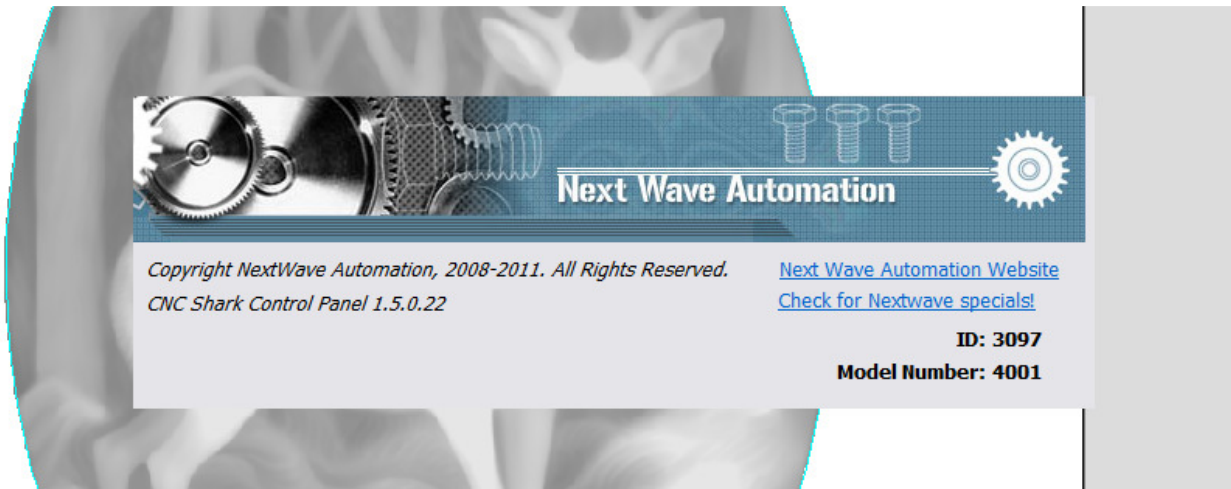 Next Wave Automation
Copyright NextWave Automation, 2008-2011. All Rights Reserved.
Next Wave Automation Website
CNC Shark Control Panel 1.5.0.22
Check for Nextwave specials!
ID: 3097
Model Number: 4001